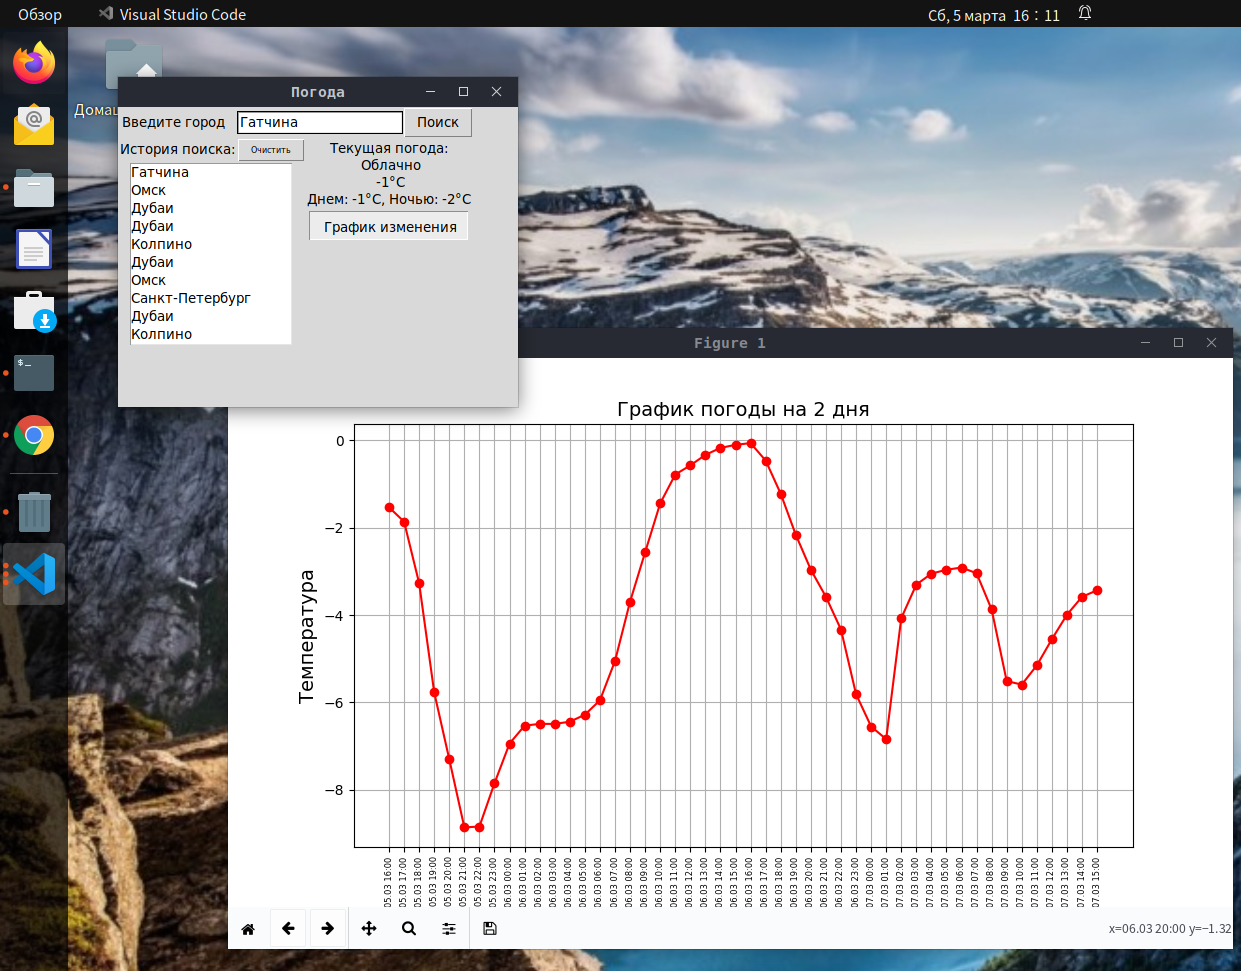 Обзор
Visual Studio Code
Сб, 5 марта 16 : 11
Домаш
Погода
Введите город
Гатчина
Поиск
История поиска:
Очистить
Текущая погода:
Облачно
-1°C
Днем: -1°C, Ночью: -2°C
График изменения
Гатчина
Омск
Дубаи
Дубаи
Колпино
Дубаи
Омск
Санкт-Петербург
Дубаи
Колпино
Figure 1
График погоды на 2 дня
Температура
0
−2
−4
−6
−8
05.03 16:00
05.03 17:00
05.03 18:00
05.03 19:00
05.03 20:00
05.03 21:00
05.03 22:00
05.03 23:00
06.03 00:00
06.03 01:00
06.03 02:00
06.03 03:00
06.03 04:00
06.03 05:00
06.03 06:00
06.03 07:00
06.03 08:00
06.03 09:00
06.03 10:00
06.03 11:00
06.03 12:00
06.03 13:00
06.03 14:00
06.03 15:00
06.03 16:00
06.03 17:00
06.03 18:00
06.03 19:00
06.03 20:00
06.03 21:00
06.03 22:00
06.03 23:00
07.03 00:00
07.03 01:00
07.03 02:00
07.03 03:00
07.03 04:00
07.03 05:00
07.03 06:00
07.03 07:00
07.03 08:00
07.03 09:00
07.03 10:00
07.03 11:00
07.03 12:00
07.03 13:00
07.03 14:00
07.03 15:00
x=06.03 20:00 y=−1.32